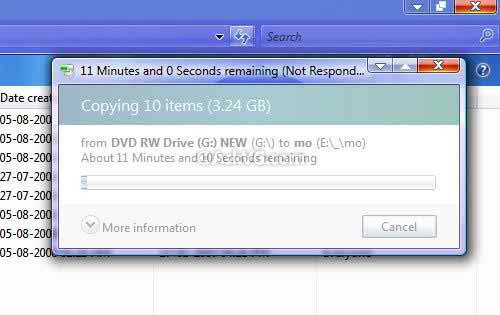 Search
11 Minutes and 0 Seconds remaining (Not Respond...
Date creat
Copying 10 items (3.24 GB)
05-08-200
05-08-200
05-08-200
from DVD RW Drive (G:) NEW (G:\) to mo (E:\_\mo)
05-08-200
About 11 Minutes and 10 Seconds remaining
27-07-200
27-07-200
05-08-200
05-08-200
More information
Cancel
05-08-200